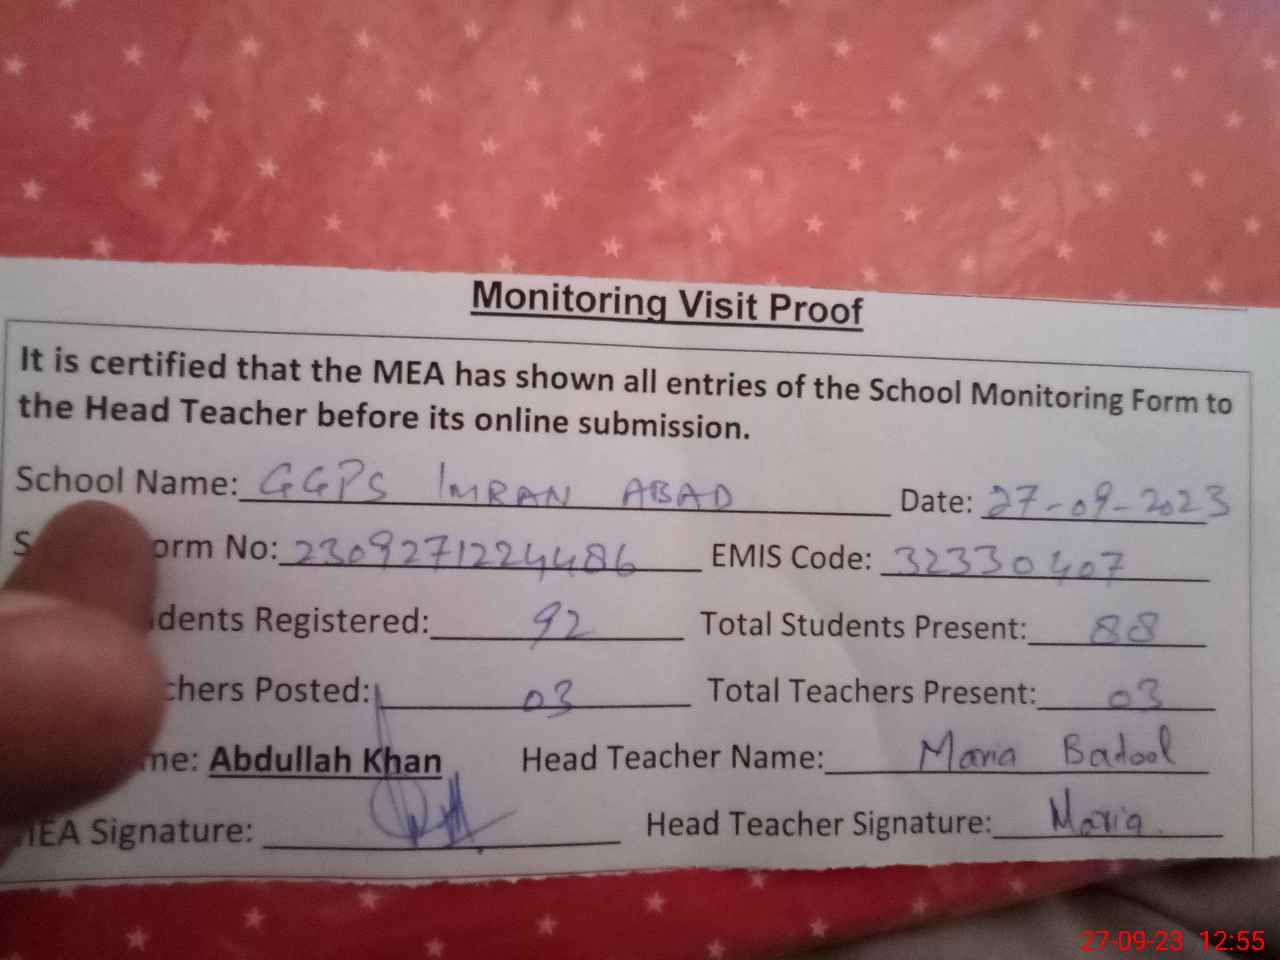 Monitoring Visit Proof
It is certified that the MEA has shown all entries of the School Monitoring Form to
the Head Teacher before its online submission.
School Name: GGPS IMRAN ABAD Date: 27-09-2023
orm No: 2309271224486 EMIS Code: 32330407
dents Registered: 92 Total Students Present: 88
chers Posted: 03 Total Teachers Present: 03
me: Abdullah Khan Head Teacher Name: Maria Batool
MEA Signature: Head Teacher Signature: Maria
27-09-23 12:55